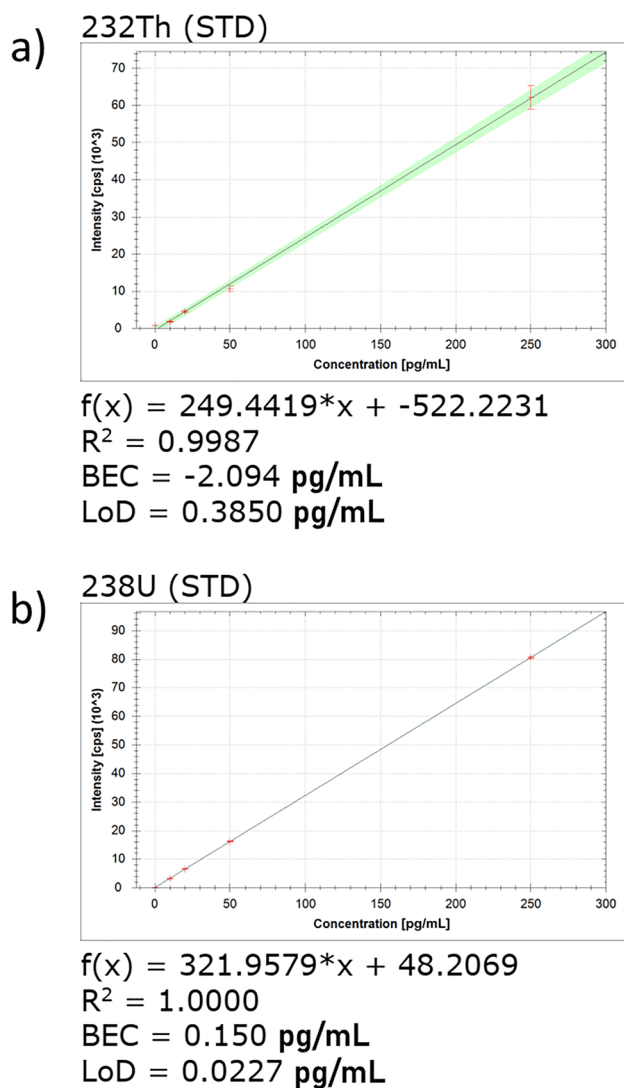 a)
232Th (STD)
70
60
50
40
30
20
10
0
Intensity [cps] (10^3)
0 50 100 150 200 250 300
Concentration [pg/mL]
f(x) = 249.4419*x + -522.2231
R² = 0.9987
BEC = -2.094 pg/mL
LoD = 0.3850 pg/mL
b)
238U (STD)
90
80
70
60
50
40
30
20
10
0
Intensity [cps] (10^3)
0 50 100 150 200 250 300
Concentration [pg/mL]
f(x) = 321.9579*x + 48.2069
R² = 1.0000
BEC = 0.150 pg/mL
LoD = 0.0227 pg/mL